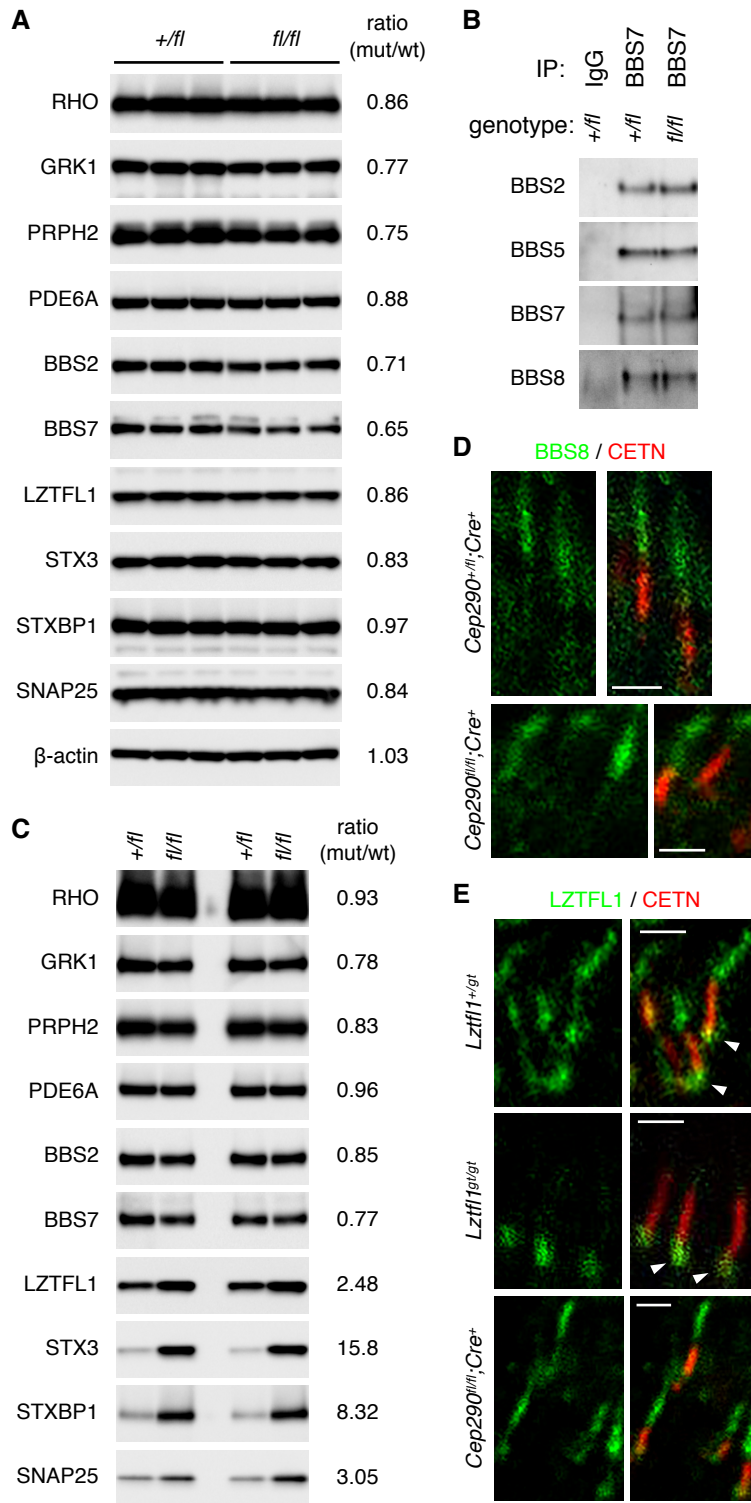 A
+/fl fl/fl ratio (mut/wt)
RHO 0.86
GRK1 0.77
PRPH2 0.75
PDE6A 0.88
BBS2 0.71
BBS7 0.65
LZTFL1 0.86
STX3 0.83
STXBP1 0.97
SNAP25 0.84
β-actin 1.03
B
IP: IgG BBS7 BBS7
genotype: +/fl +/fl fl/fl
BBS2
BBS5
BBS7
BBS8
C
+/fl fl/fl +/fl fl/fl ratio (mut/wt)
RHO 0.93
GRK1 0.78
PRPH2 0.83
PDE6A 0.96
BBS2 0.85
BBS7 0.77
LZTFL1 2.48
STX3 15.8
STXBP1 8.32
SNAP25 3.05
D
BBS8 / CETN
Cep290+/fl;Cre+
Cep290fl/fl;Cre+
E
LZTFL1 / CETN
Lztfl1+/gt
Lztfl1gt/gt
Cep290fl/fl;Cre+